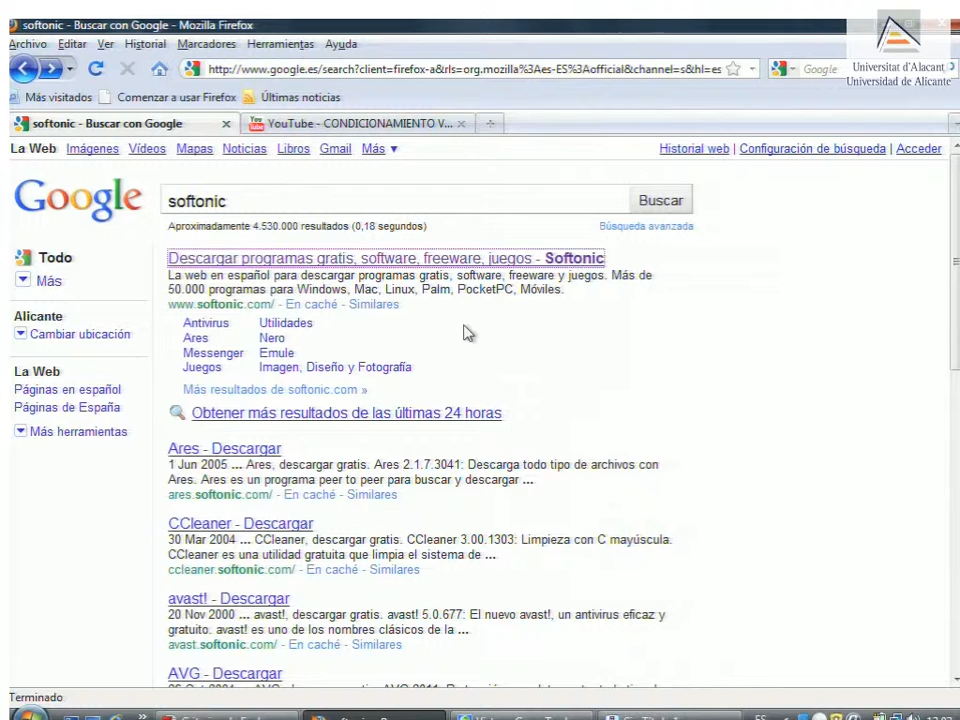 softonic - Buscar con Google - Mozilla Firefox
Universitat d'Alacant
Universidad de Alicante
Archivo Editar Ver Historial Marcadores Herramientas Ayuda
http://www.google.es/search?client=firefox-a&rls=org.mozilla%3Aes-ES%3Aofficial&channel=s&hl=es
Google
Más visitados Comenzar a usar Firefox Últimas noticias
softonic - Buscar con Google
YouTube - CONDICIONAMIENTO V...
La Web Imágenes Vídeos Mapas Noticias Libros Gmail Más ▼
Historial web | Configuración de búsqueda | Acceder
Google
softonic
Buscar
Aproximadamente 4.530.000 resultados (0,18 segundos)
Búsqueda avanzada
Todo
Más
Alicante
Cambiar ubicación
La Web
Páginas en español
Páginas de España
Más herramientas
Descargar programas gratis, software, freeware, juegos - Softonic
La web en español para descargar programas gratis, software, freeware y juegos. Más de
50.000 programas para Windows, Mac, Linux, Palm, PocketPC, Móviles.
www.softonic.com/ - En caché - Similares
Antivirus Utilidades
Ares Nero
Messenger Emule
Juegos Imagen, Diseño y Fotografía
Más resultados de softonic.com »
Obtener más resultados de las últimas 24 horas
Ares - Descargar
1 Jun 2005 ... Ares, descargar gratis. Ares 2.1.7.3041: Descarga todo tipo de archivos con
Ares. Ares es un programa peer to peer para buscar y descargar ...
ares.softonic.com/ - En caché - Similares
CCleaner - Descargar
30 Mar 2004 ... CCleaner, descargar gratis. CCleaner 3.00.1303: Limpieza con C mayúscula.
CCleaner es una utilidad gratuita que limpia el sistema de ...
ccleaner.softonic.com/ - En caché - Similares
avast! - Descargar
20 Nov 2000 ... avast!, descargar gratis. avast! 5.0.677: El nuevo avast!, un antivirus eficaz y
gratuito. avast! es uno de los nombres clásicos de la ...
avast.softonic.com/ - En caché - Similares
AVG - Descargar
Terminado